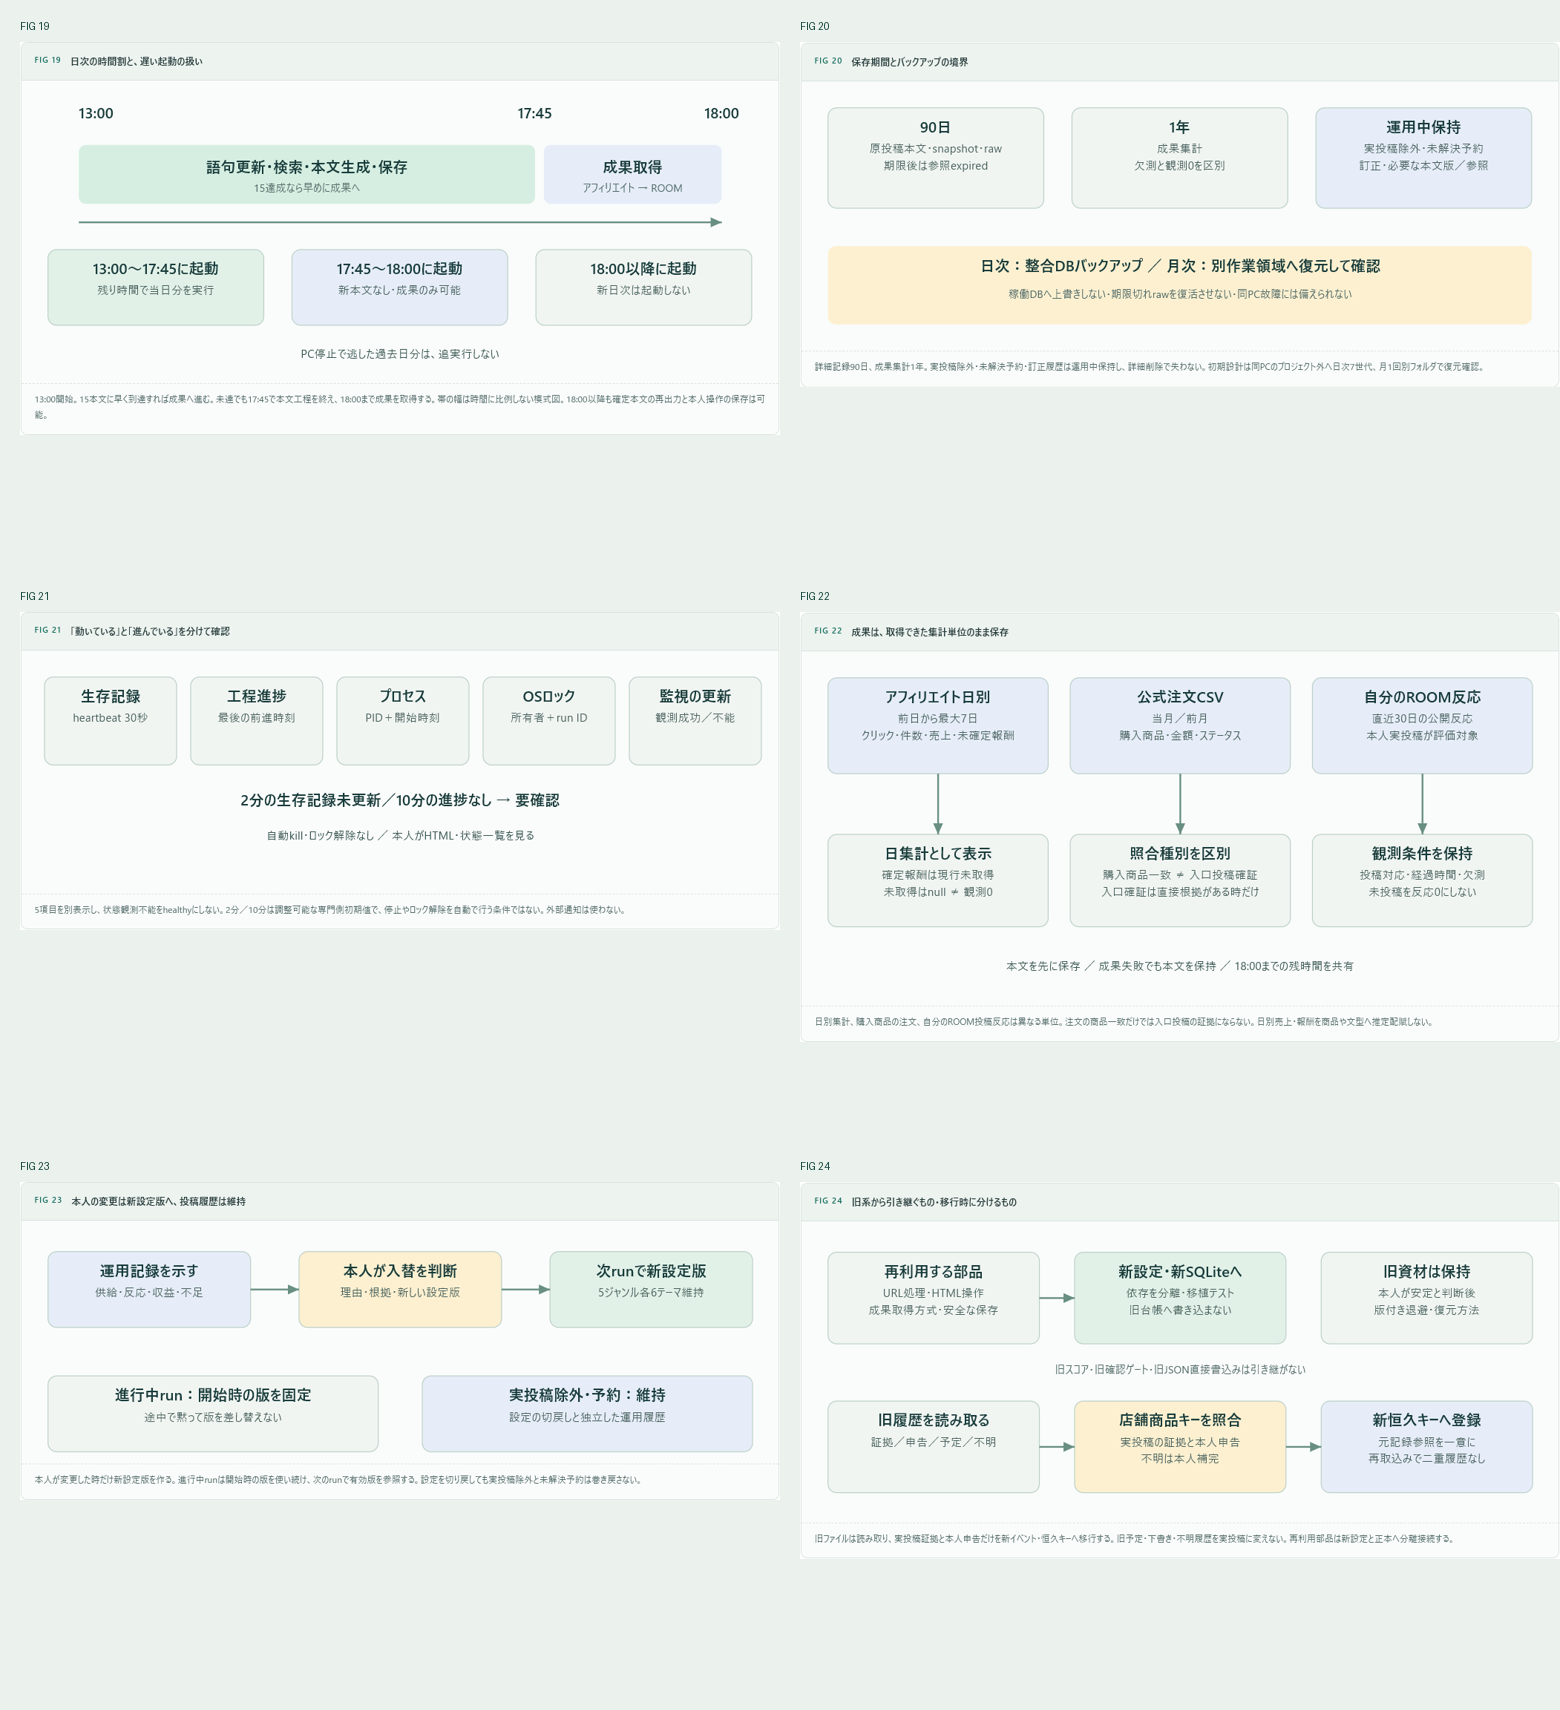 FIG 19
FIG 19 日次の時間割と、遅い起動の扱い
13:00
17:45
18:00
語句更新・検索・本文生成・保存
15達成なら早めに成果へ
成果取得
アフィリエイト → ROOM
13:00～17:45に起動
残り時間で当日分を実行
17:45～18:00に起動
新本文なし・成果のみ可能
18:00以降に起動
新日次は起動しない
PC停止で逃した過去日分は、追実行しない
13:00開始。15本文に早く到達すれば成果へ進む。未達でも17:45で本文工程を終え、18:00まで成果を取得する。帯の幅は時間に比例しない模式図。18:00以降も確定本文の再出力と本人操作の保存は可
能。
FIG 20
FIG 20 保存期間とバックアップの境界
90日
原投稿本文・snapshot・raw
期限後は参照expired
1年
成果集計
欠測と観測0を区別
運用中保持
実投稿除外・未解決予約
訂正・必要な本文版／参照
日次：整合DBバックアップ ／ 月次：別作業領域へ復元して確認
稼働DBへ上書きしない・期限切れrawを復活させない・同PC故障には備えられない
詳細記録90日、成果集計1年。実投稿除外・未解決予約・訂正履歴は運用中保持し、詳細削除で失わない。初期設計は同PCのプロジェクト外へ日次7世代、月1回別フォルダで復元確認。
FIG 21
FIG 21 「動いている」と「進んでいる」を分けて確認
生存記録
heartbeat 30秒
工程進捗
最後の前進時刻
プロセス
PID＋開始時刻
OSロック
所有者＋run ID
監視の更新
観測成功／不能
2分の生存記録未更新／10分の進捗なし → 要確認
自動kill・ロック解除なし ／ 本人がHTML・状態一覧を見る
5項目を別表示し、状態観測不能をhealthyにしない。2分／10分は調整可能な専門側初期値で、停止やロック解除を自動で行う条件ではない。外部通知は使わない。
FIG 22
FIG 22 成果は、取得できた集計単位のまま保存
アフィリエイト日別
前日から最大7日
クリック・件数・売上・未確定報酬
公式注文CSV
当月／前月
購入商品・金額・ステータス
自分のROOM反応
直近30日の公開反応
本人実投稿が評価対象
日集計として表示
確定報酬は現行未取得
未取得はnull ≠ 観測0
照合種別を区別
購入商品一致 ≠ 入口投稿確証
入口確証は直接根拠がある時だけ
観測条件を保持
投稿対応・経過時間・欠測
未投稿を反応0にしない
本文を先に保存 ／ 成果失敗でも本文を保持 ／ 18:00までの残時間を共有
日別集計、購入商品の注文、自分のROOM投稿反応は異なる単位。注文の商品一致だけでは入口投稿の証拠にならない。日別売上・報酬を商品や文型へ推定配賦しない。
FIG 23
FIG 23 本人の変更は新設定版へ、投稿履歴は維持
運用記録を示す
供給・反応・収益・不足
本人が入替を判断
理由・根拠・新しい設定版
次runで新設定版
5ジャンル各6テーマ維持
進行中run：開始時の版を固定
途中で黙って版を差し替えない
実投稿除外・予約：維持
設定の切戻しと独立した運用履歴
本人が変更した時だけ新設定版を作る。進行中runは開始時の版を使い続け、次のrunで有効版を参照する。設定を切り戻しても実投稿除外と未解決予約は巻き戻さない。
FIG 24
FIG 24 旧系から引き継ぐもの・移行時に分けるもの
再利用する部品
URL処理・HTML操作
成果取得方式・安全な保存
新設定・新SQLiteへ
依存を分離・移植テスト
旧台帳へ書き込まない
旧資材は保持
本人が安定と判断後
版付き退避・復元方法
旧スコア・旧確認ゲート・旧JSON直接書込みは引き継がない
旧履歴を読み取る
証拠／申告／予定／不明
店舗商品キーを照合
実投稿の証拠と本人申告
不明は本人補完
新恒久キーへ登録
元記録参照を一意に
再取込みで二重履歴なし
旧ファイルは読み取り、実投稿証拠と本人申告だけを新イベント・恒久キーへ移行する。旧予定・下書き・不明履歴を実投稿に変えない。再利用部品は新設定と正本へ分離接続する。